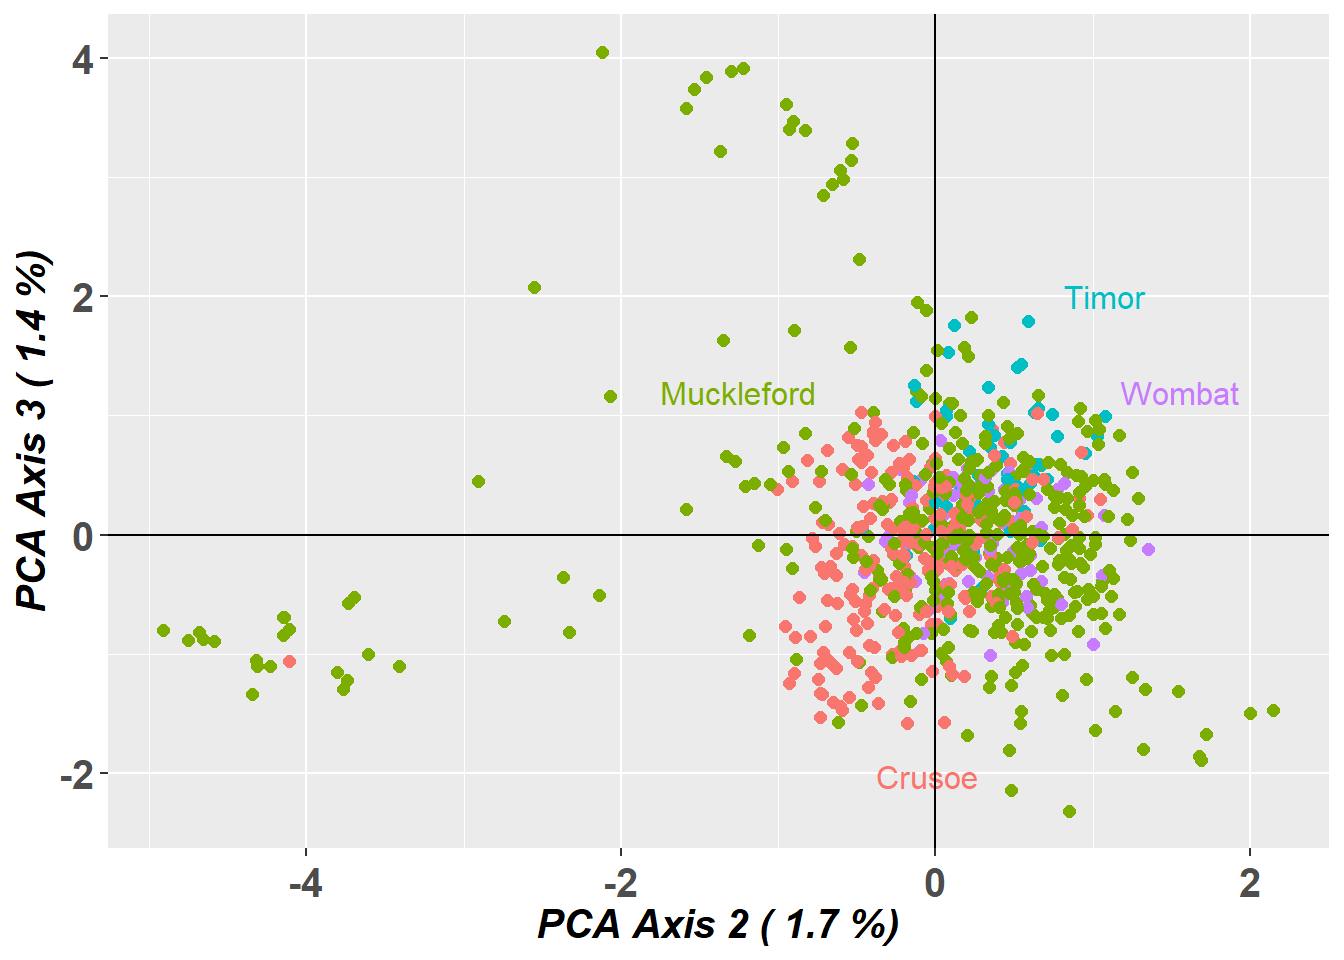 4
2
0
-2
PCA Axis 3 ( 1.4 %)
Timor
Muckleford
Wombat
Crusoe
-4
-2
0
2
PCA Axis 2 ( 1.7 %)